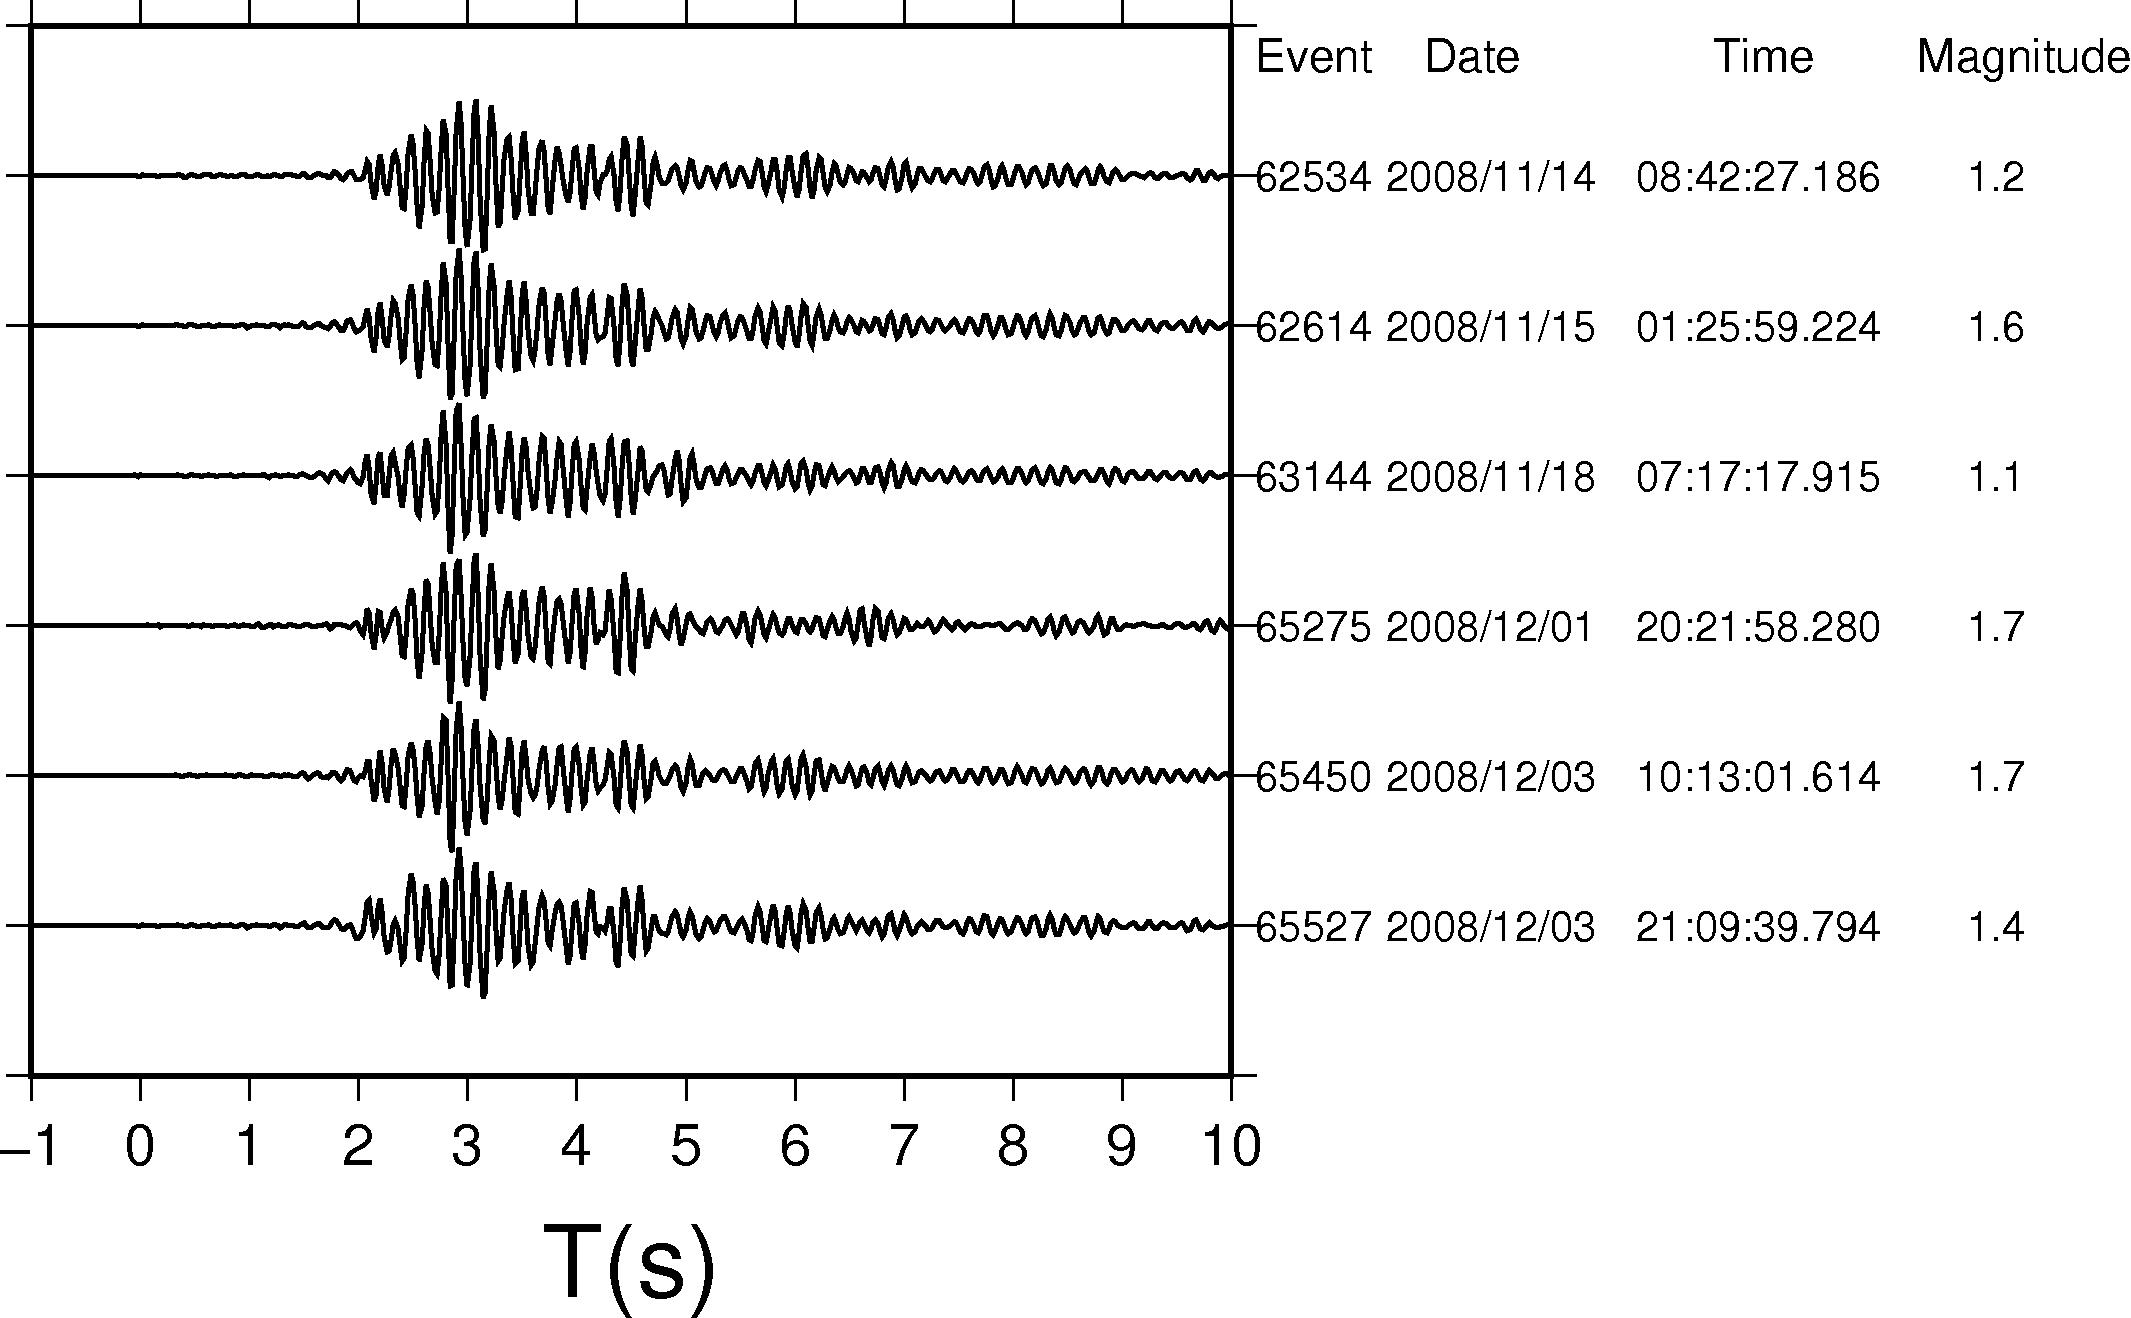 Event Date Time Magnitude
62534 2008/11/14 08:42:27.186 1.2
62614 2008/11/15 01:25:59.224 1.6
63144 2008/11/18 07:17:17.915 1.1
65275 2008/12/01 20:21:58.280 1.7
65450 2008/12/03 10:13:01.614 1.7
65527 2008/12/03 21:09:39.794 1.4
−1 0 1 2 3 4 5 6 7 8 9 10
T(s)